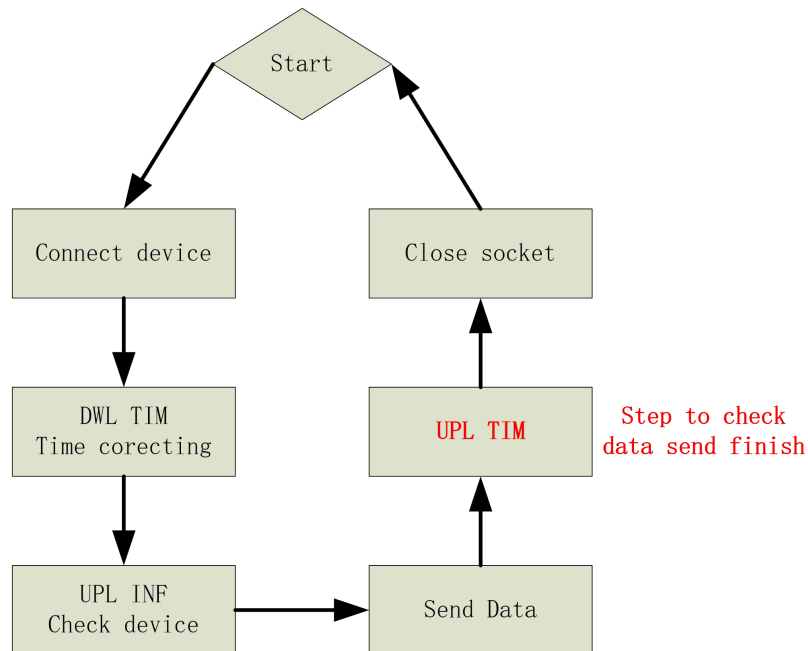 Start
Connect device
DWL TIM
Time corecting
UPL INF
Check device
Send Data
UPL TIM
Step to check
data send finish
Close socket